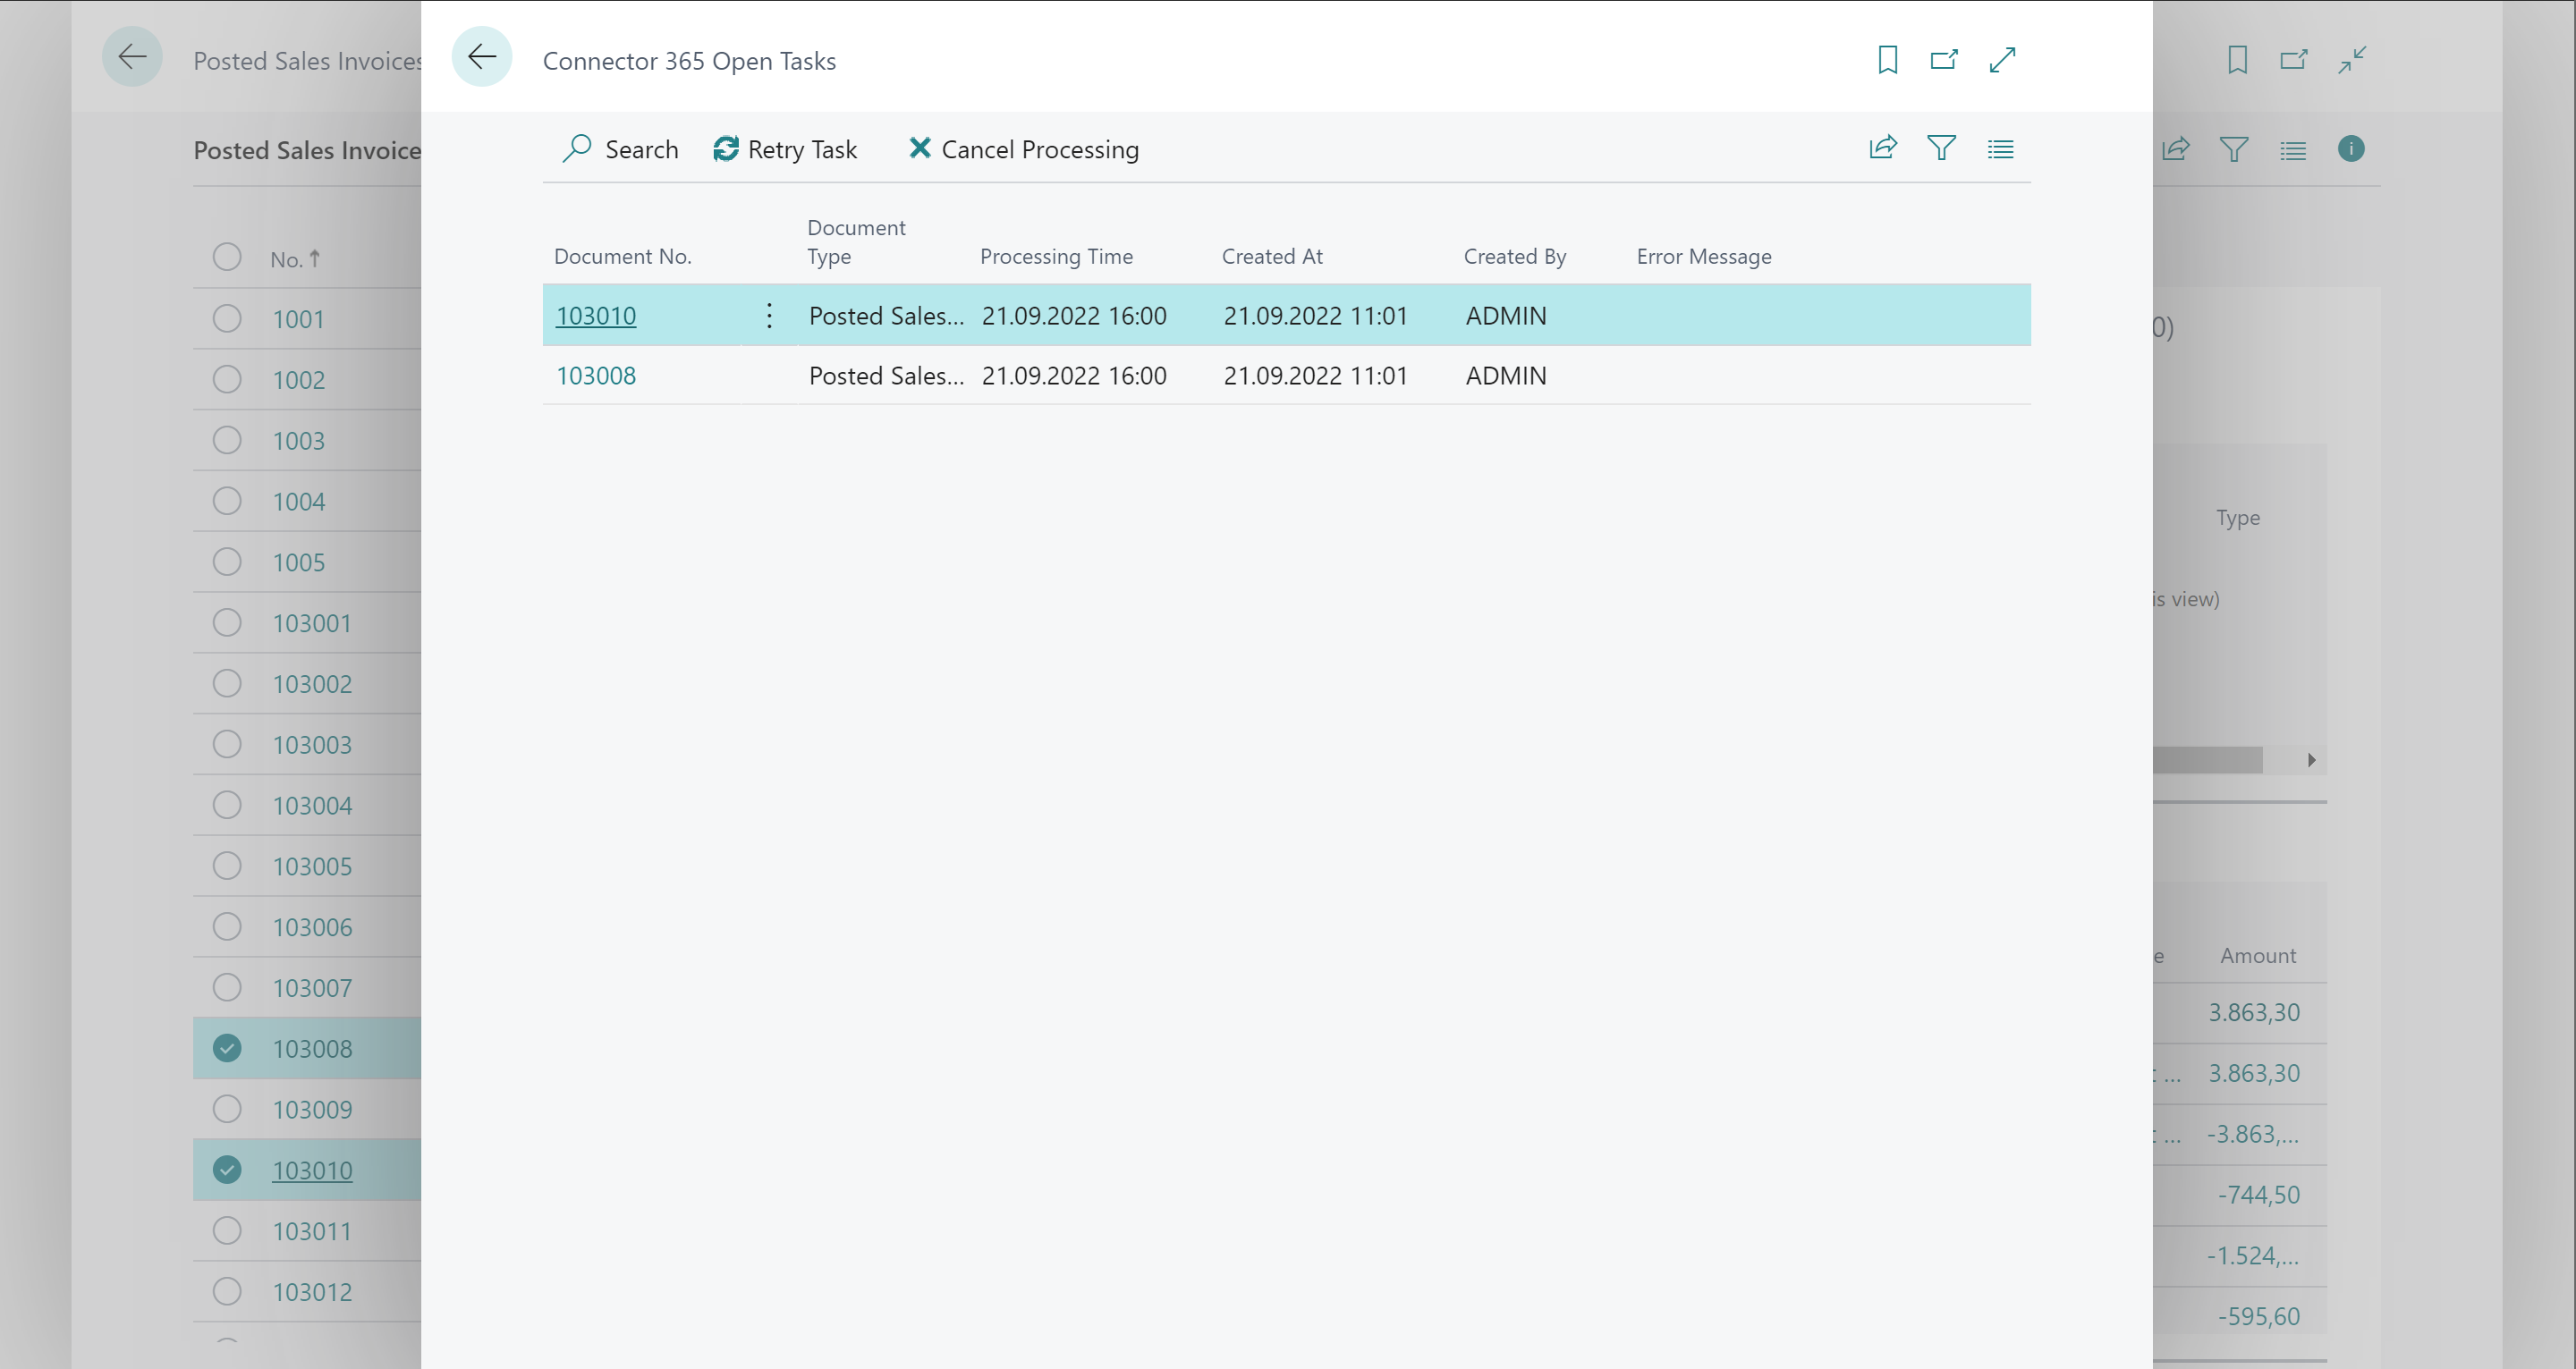 Posted Sales Invoices
Connector 365 Open Tasks
Posted Sales Invoice
Search
Retry Task
Cancel Processing
No.
1001
1002
1003
1004
1005
103001
103002
103003
103004
103005
103006
103007
103008
103009
103010
103011
103012
Document No.
Document
Type
Processing Time
Created At
Created By
Error Message
103010 Posted Sales... 21.09.2022 16:00 21.09.2022 11:01 ADMIN
103008 Posted Sales... 21.09.2022 16:00 21.09.2022 11:01 ADMIN
0)
Type
is view)
e Amount
3.863,30
... 3.863,30
... -3.863,...
-744,50
-1.524,...
-595,60